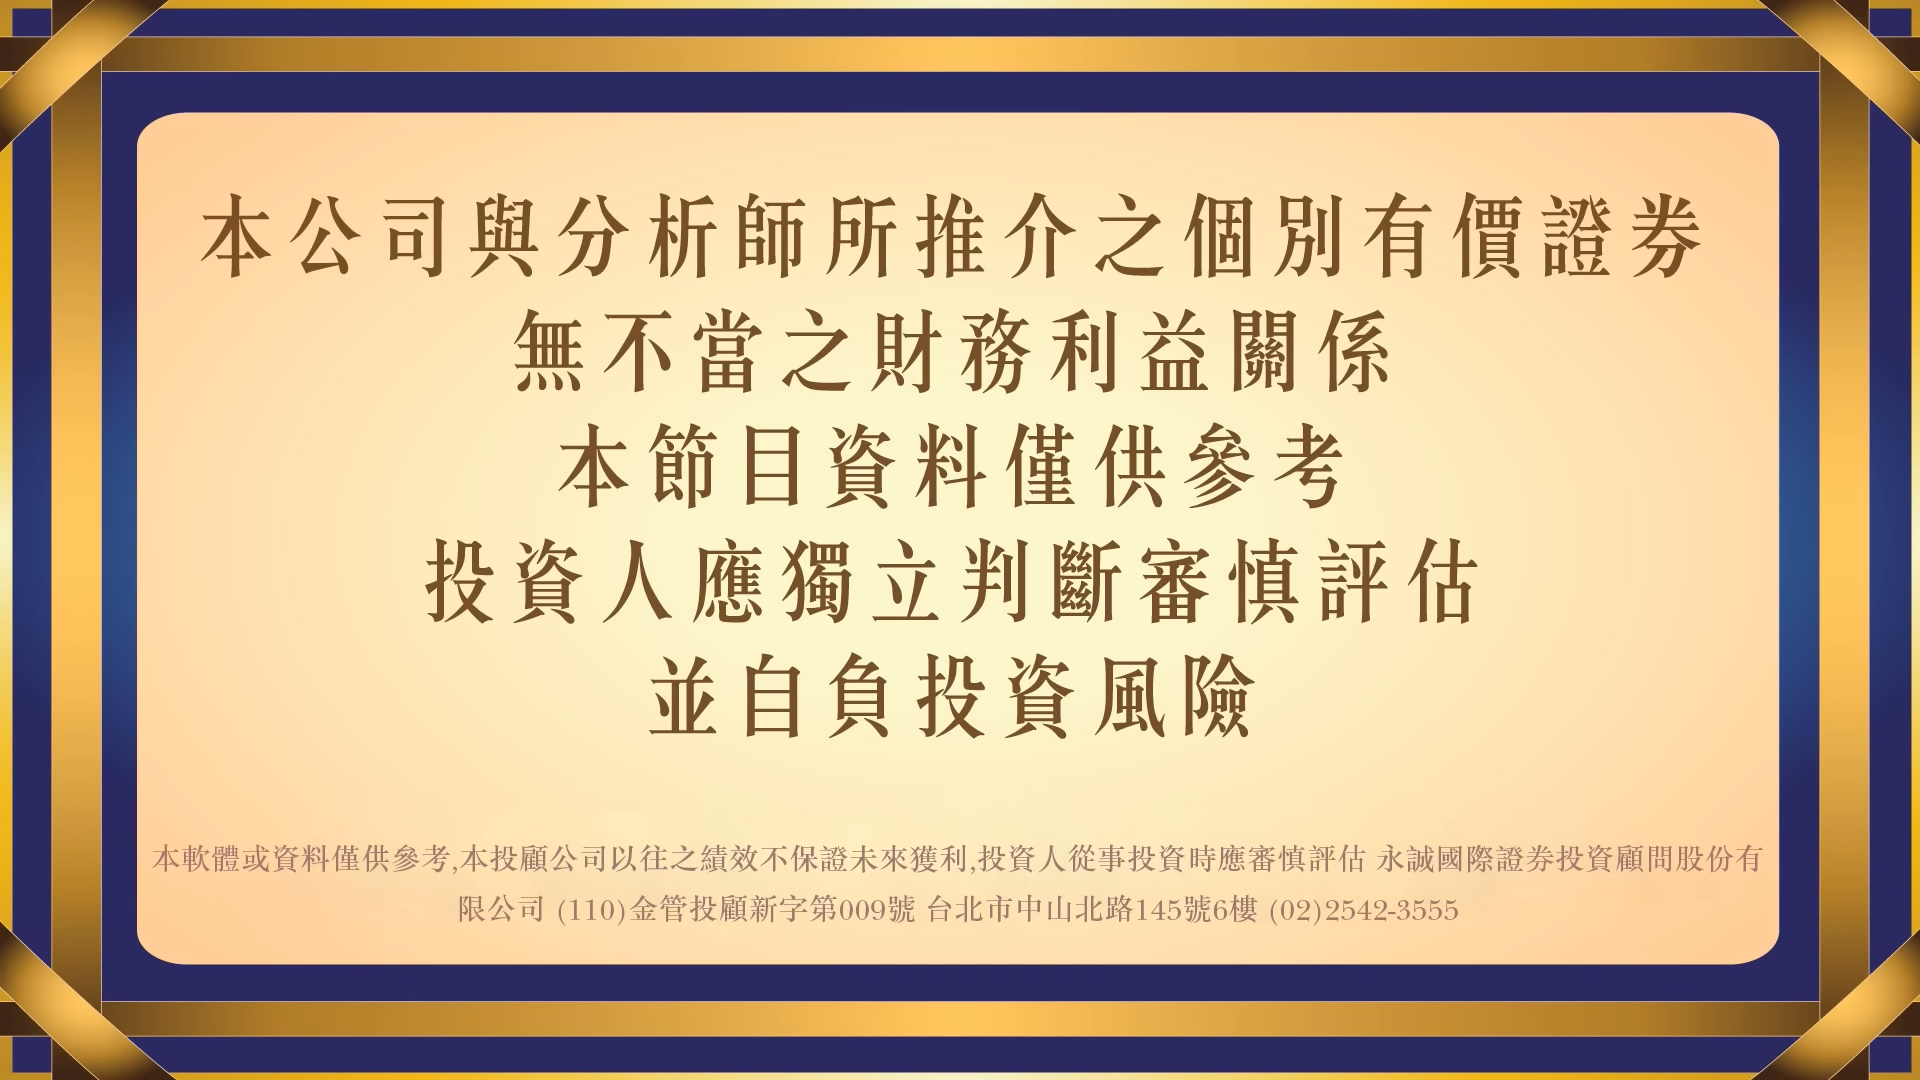 本公司與分析師所推介之個別有價證券
無不當之財務利益關係
本節目資料僅供參考
投資人應獨立判斷審慎評估
並自負投資風險
本軟體或資料僅供參考,本投顧公司以往之績效不保證未來獲利,投資人從事投資時應審慎評估 永誠國際證券投資顧問股份有
限公司 (110)金管投顧新字第009號 台北市中山北路145號6樓 (02)2542-3555